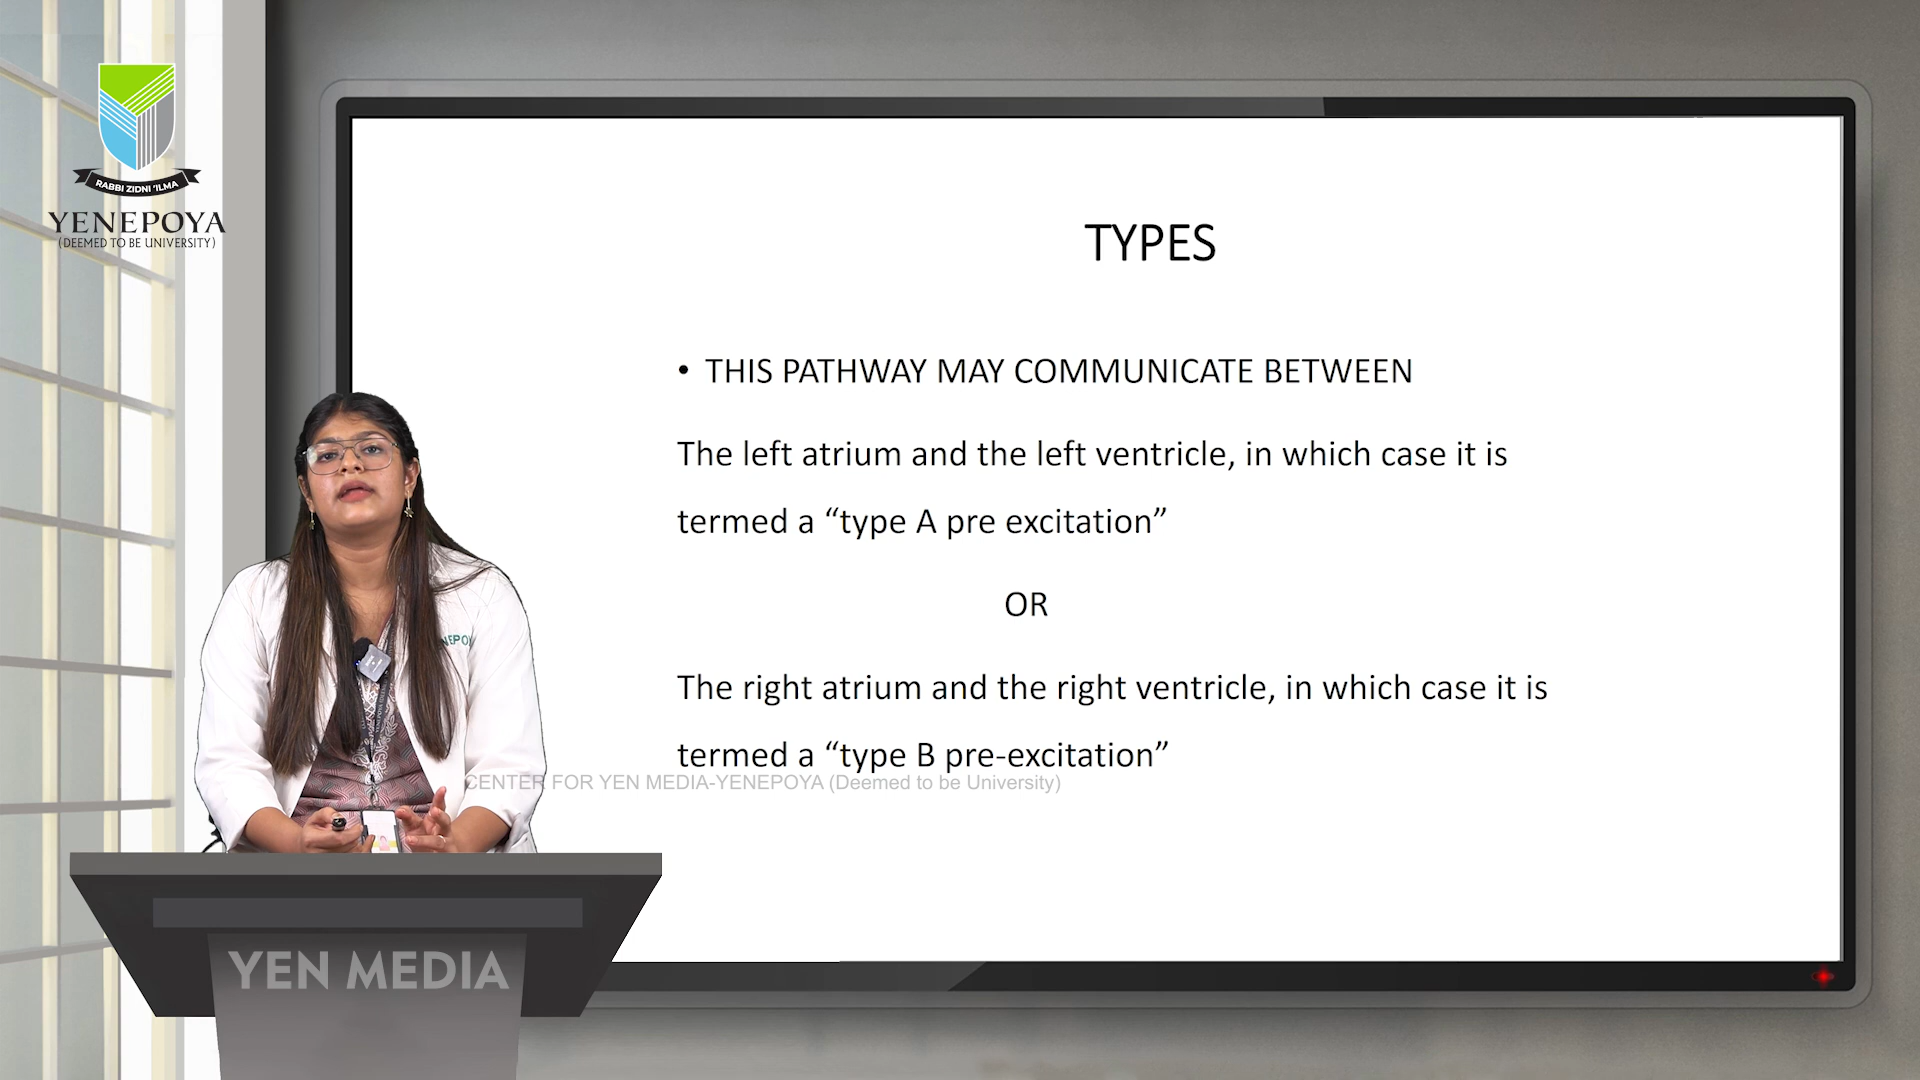 RABBI ZIDNI 'ILMA
YENEPOYA
(DEEMED TO BE UNIVERSITY)
TYPES
• THIS PATHWAY MAY COMMUNICATE BETWEEN
The left atrium and the left ventricle, in which case it is
termed a “type A pre excitation”
OR
The right atrium and the right ventricle, in which case it is
termed a “type B pre-excitation”
CENTER FOR YEN MEDIA-YENEPOYA (Deemed to be University)
YEN MEDIA